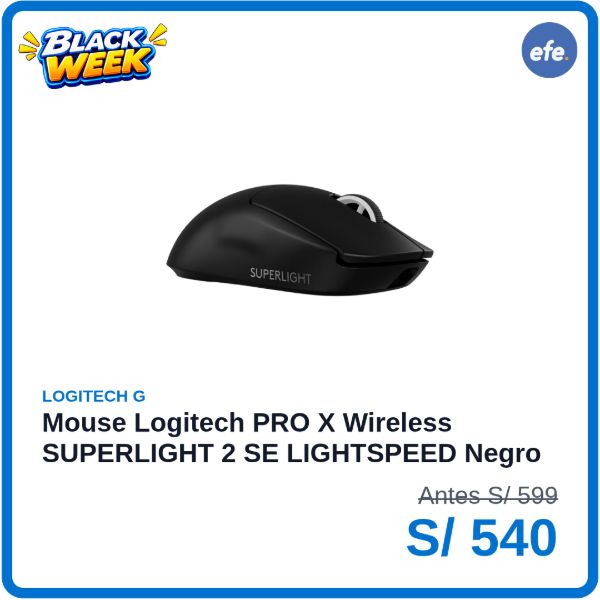 BLACK
WEEK
efe.
SUPERLIGHT
LOGITECH G
Mouse Logitech PRO X Wireless
SUPERLIGHT 2 SE LIGHTSPEED Negro
Antes S/ 599
S/ 540